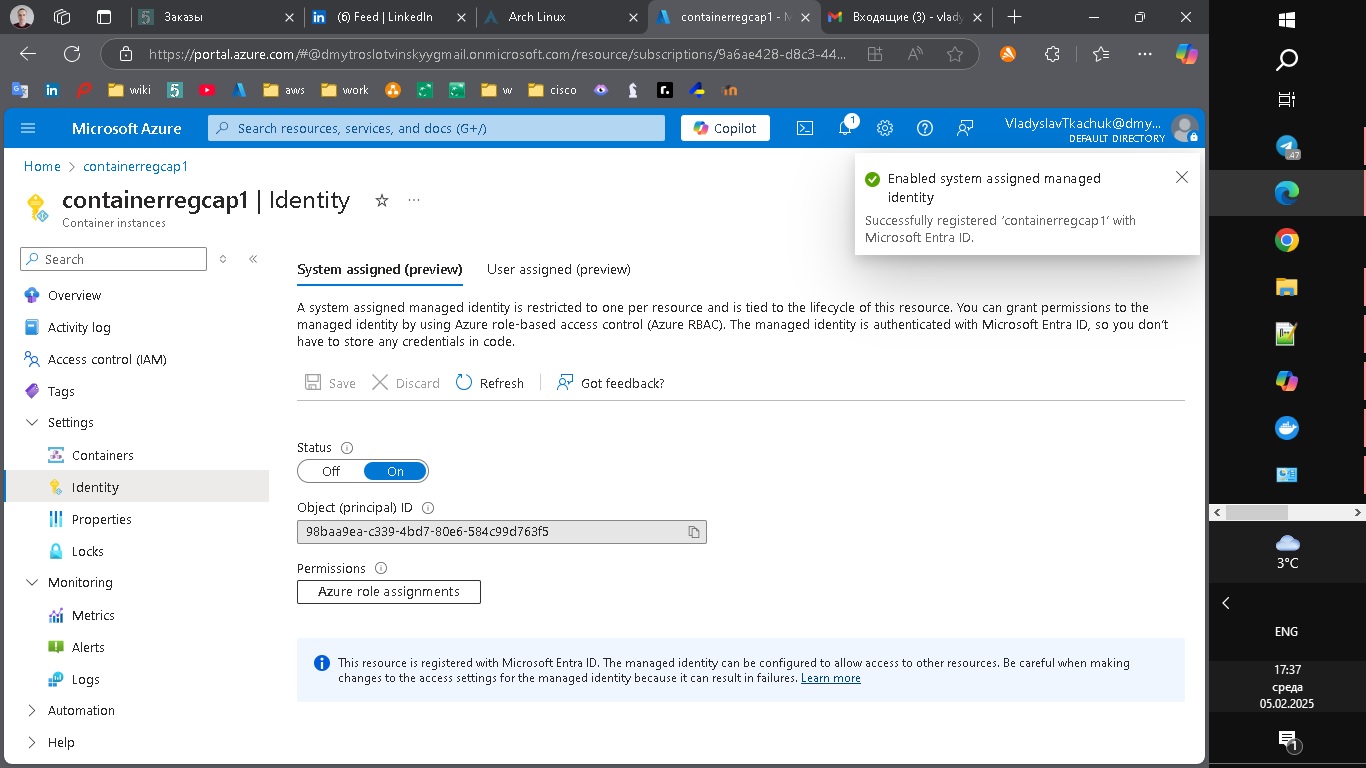 Заказы
(6) Feed | LinkedIn
Arch Linux
containerregcap1 - M
Входящие (3) - vlady
https://portal.azure.com/#@dmytroslotvinskyygmail.onmicrosoft.com/resource/subscriptions/9a6ae428-d8c3-44...
wiki
aws
work
w
cisco
Microsoft Azure
Search resources, services, and docs (G+/)
Copilot
1
VladyslavTkachuk@dmy...
DEFAULT DIRECTORY
Home > containerregcap1
containerregcap1 | Identity
Container instances
Enabled system assigned managed
identity
Successfully registered 'containerregcap1' with
Microsoft Entra ID.
Search
Overview
Activity log
Access control (IAM)
Tags
Settings
Containers
Identity
Properties
Locks
Monitoring
Metrics
Alerts
Logs
Automation
Help
System assigned (preview)
User assigned (preview)
A system assigned managed identity is restricted to one per resource and is tied to the lifecycle of this resource. You can grant permissions to the
managed identity by using Azure role-based access control (Azure RBAC). The managed identity is authenticated with Microsoft Entra ID, so you don't
have to store any credentials in code.
Save
Discard
Refresh
Got feedback?
Status
Off
On
Object (principal) ID
98baa9ea-c339-4bd7-80e6-584c99d763f5
Permissions
Azure role assignments
This resource is registered with Microsoft Entra ID. The managed identity can be configured to allow access to other resources. Be careful when making
changes to the access settings for the managed identity because it can result in failures. Learn more
.47
3°C
ENG
17:37
среда
05.02.2025
1